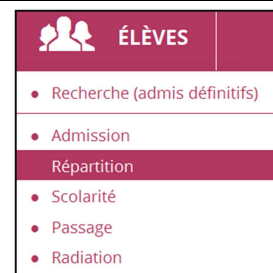 ÉLÈVES
Recherche (admis définitifs)
Admission
Répartition
Scolarité
Passage
Radiation